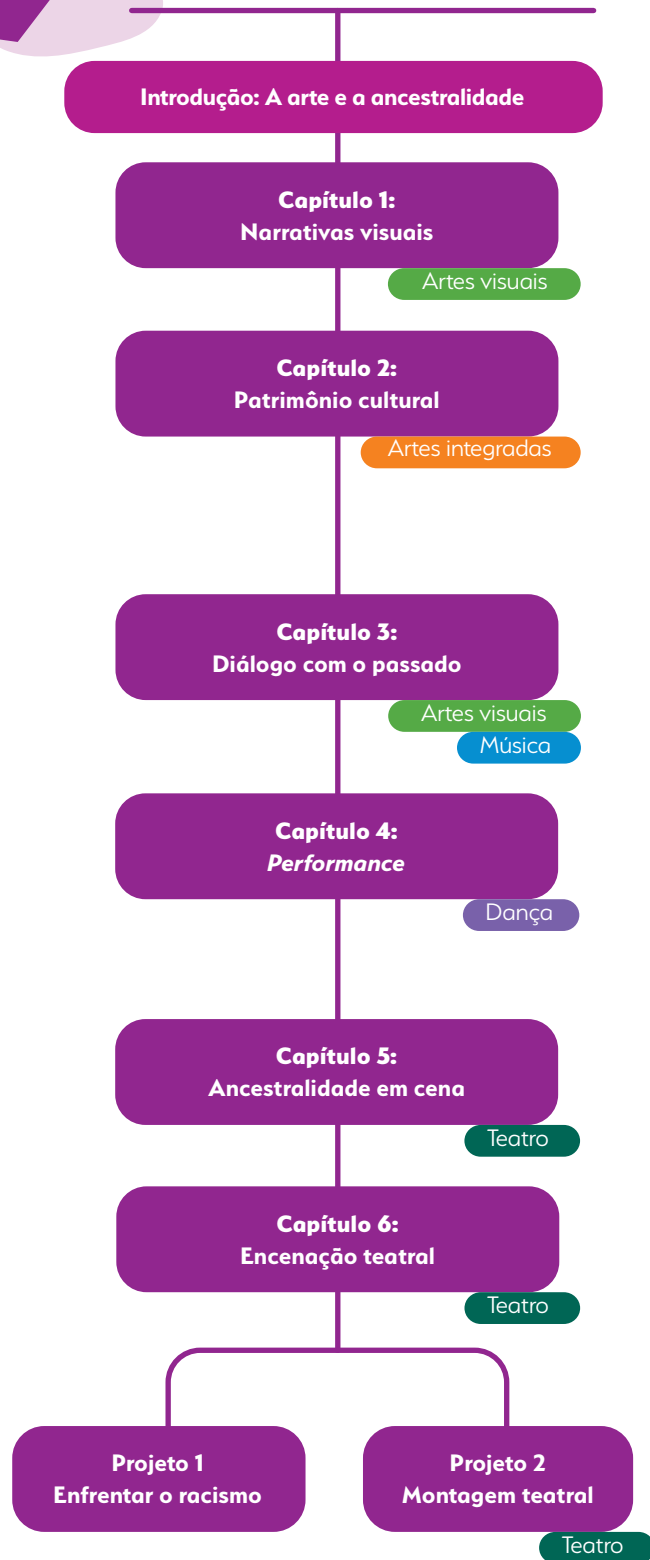 Introdução: A arte e a ancestralidade
Capítulo 1:
Narrativas visuais
Artes visuais
Capítulo 2:
Patrimônio cultural
Artes integradas
Capítulo 3:
Diálogo com o passado
Artes visuais
Música
Capítulo 4:
Performance
Dança
Capítulo 5:
Ancestralidade em cena
Teatro
Capítulo 6:
Encenação teatral
Teatro
Projeto 1
Enfrentar o racismo
Projeto 2
Montagem teatral
Teatro